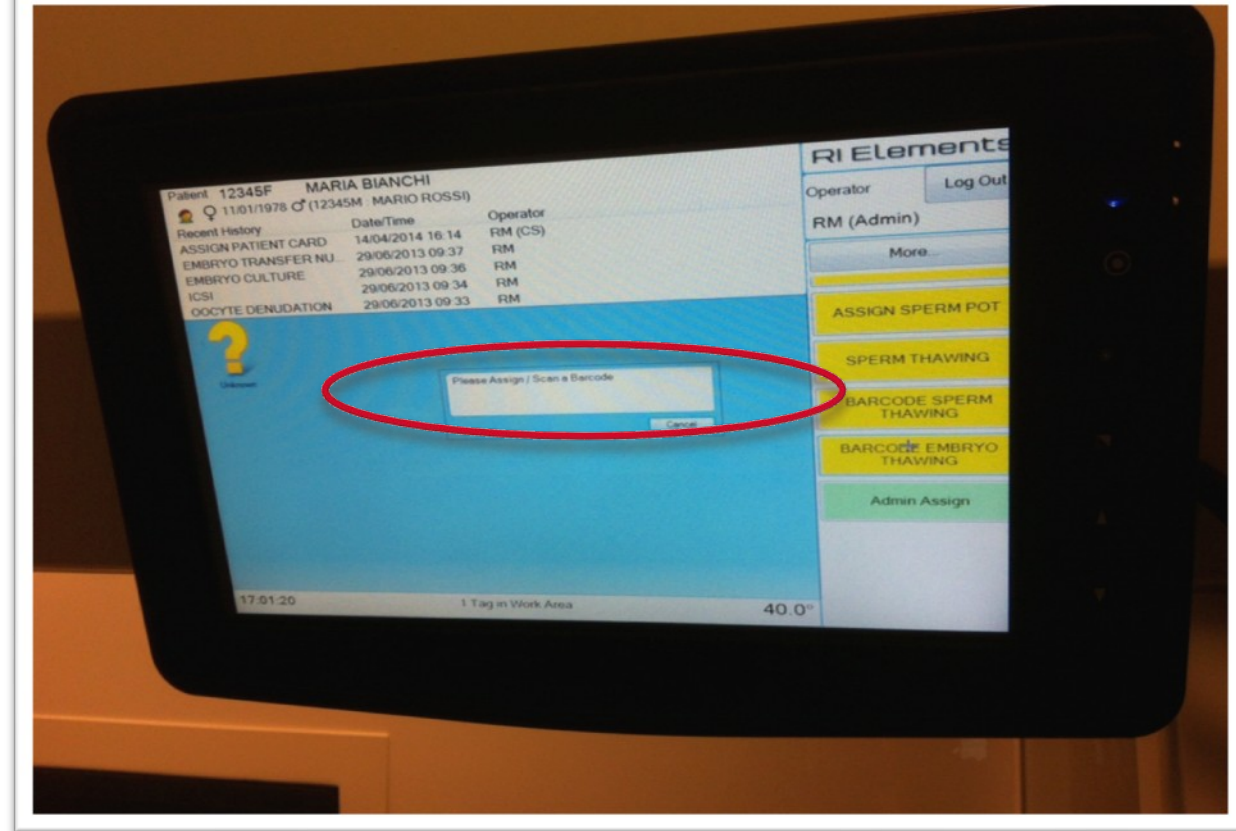 Patient 12345F MARIA BIANCHI
♀ 11/01/1978 ♂ (12345M : MARIO ROSSI)
Recent History Date/Time Operator
ASSIGN PATIENT CARD 14/04/2014 16:14 RM (CS)
EMBRYO TRANSFER NU... 29/06/2013 09:37 RM
EMBRYO CULTURE 29/06/2013 09:36 RM
ICSI 29/06/2013 09:34 RM
OOCYTE DENUDATION 29/06/2013 09:33 RM
Unknown
Please Assign / Scan a Barcode
Cancel
17:01:20 1 Tag in Work Area 40.0°
RI ELements
Operator Log Out
RM (Admin)
More...
ASSIGN SPERM POT
SPERM THAWING
BARCODE SPERM
THAWING
BARCODE EMBRYO
THAWING
Admin Assign